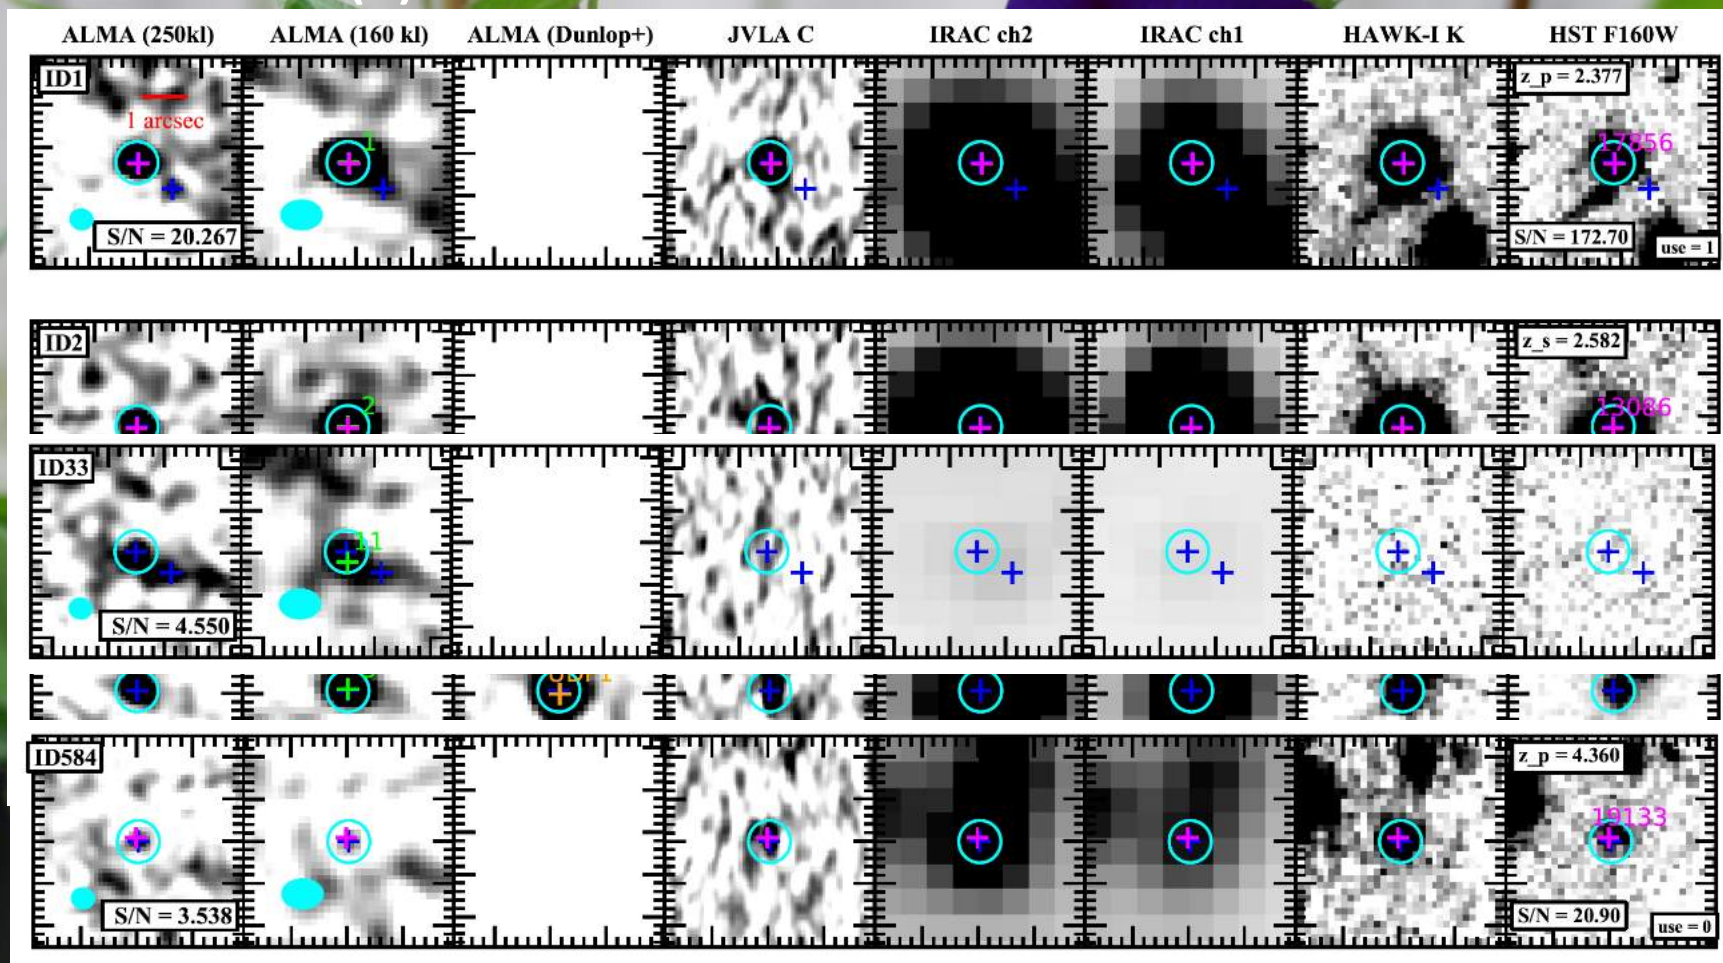 ALMA (250kl) ALMA (160 kl) ALMA (Dunlop+) JVLA C IRAC ch2 IRAC ch1 HAWK-I K HST F160W
ID1
z_p = 2.377
1 arcsec
1
17856
S/N = 20.267
S/N = 172.70
use = 1
ID2
z_s = 2.582
2
13086
ID33
11
S/N = 4.550
UDF1
ID584
z_p = 4.360
19133
S/N = 3.538
S/N = 20.90
use = 0